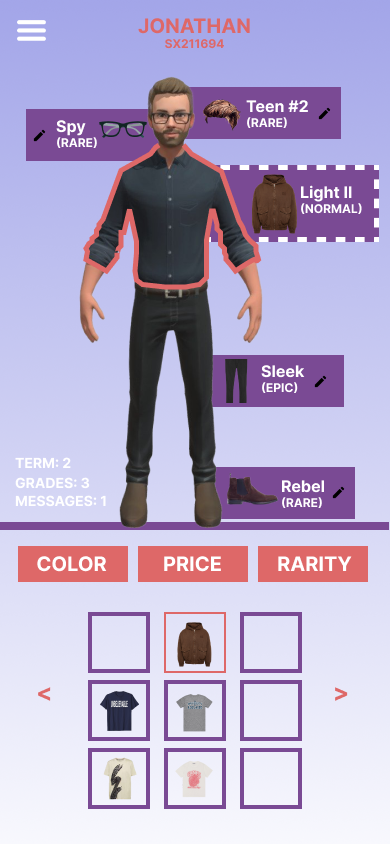 JONATHAN
SX211694
Teen #2
(RARE)
Spy
(RARE)
Light II
(NORMAL)
Sleek
(EPIC)
TERM: 2
GRADES: 3
MESSAGES: 1
Rebel
(RARE)
COLOR
PRICE
RARITY
<
>